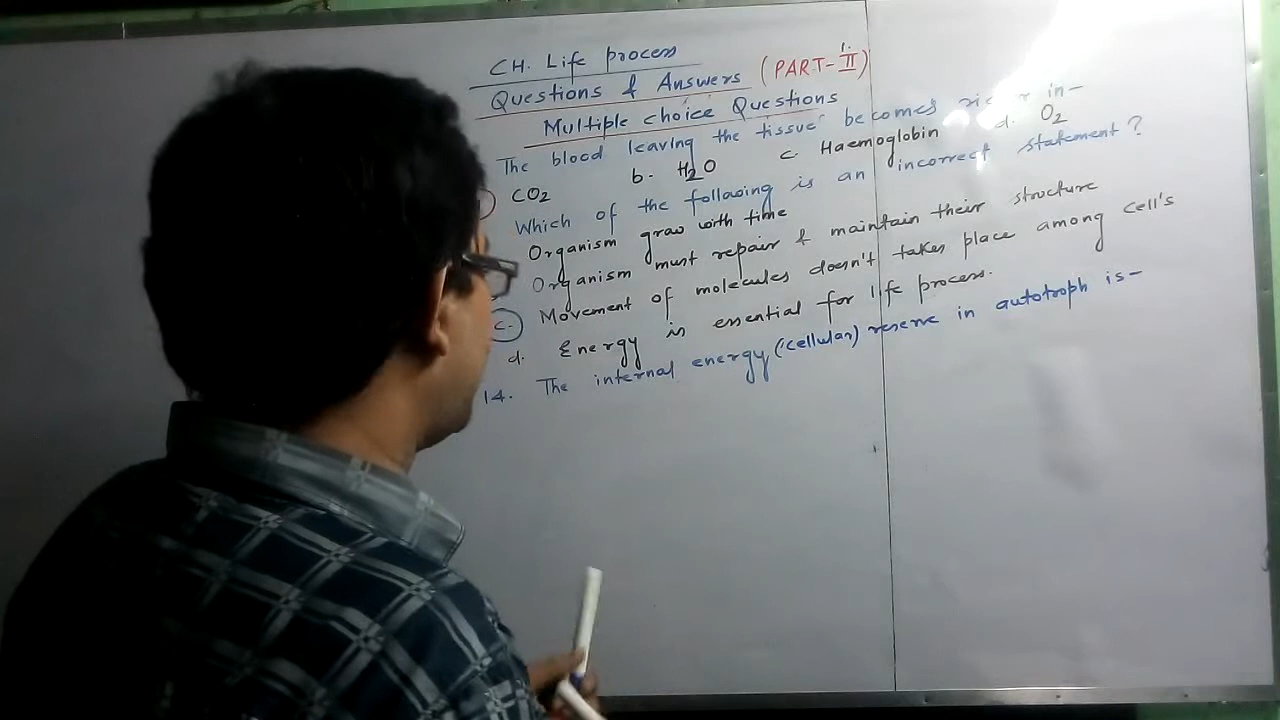 CH. Life process
Questions & Answers (PART-II)
Multiple choice Questions
The blood leaving the tissue becomes in-
CO2 b. H2O c. Haemoglobin d. O2
Which of the following is an incorrect statement?
Organism grow with time
Organism must repair & maintain their structure
c. Movement of molecules doesn't takes place among cell's
d. Energy is essential for life process.
14. The internal energy (cellular) reserve in autotroph is-